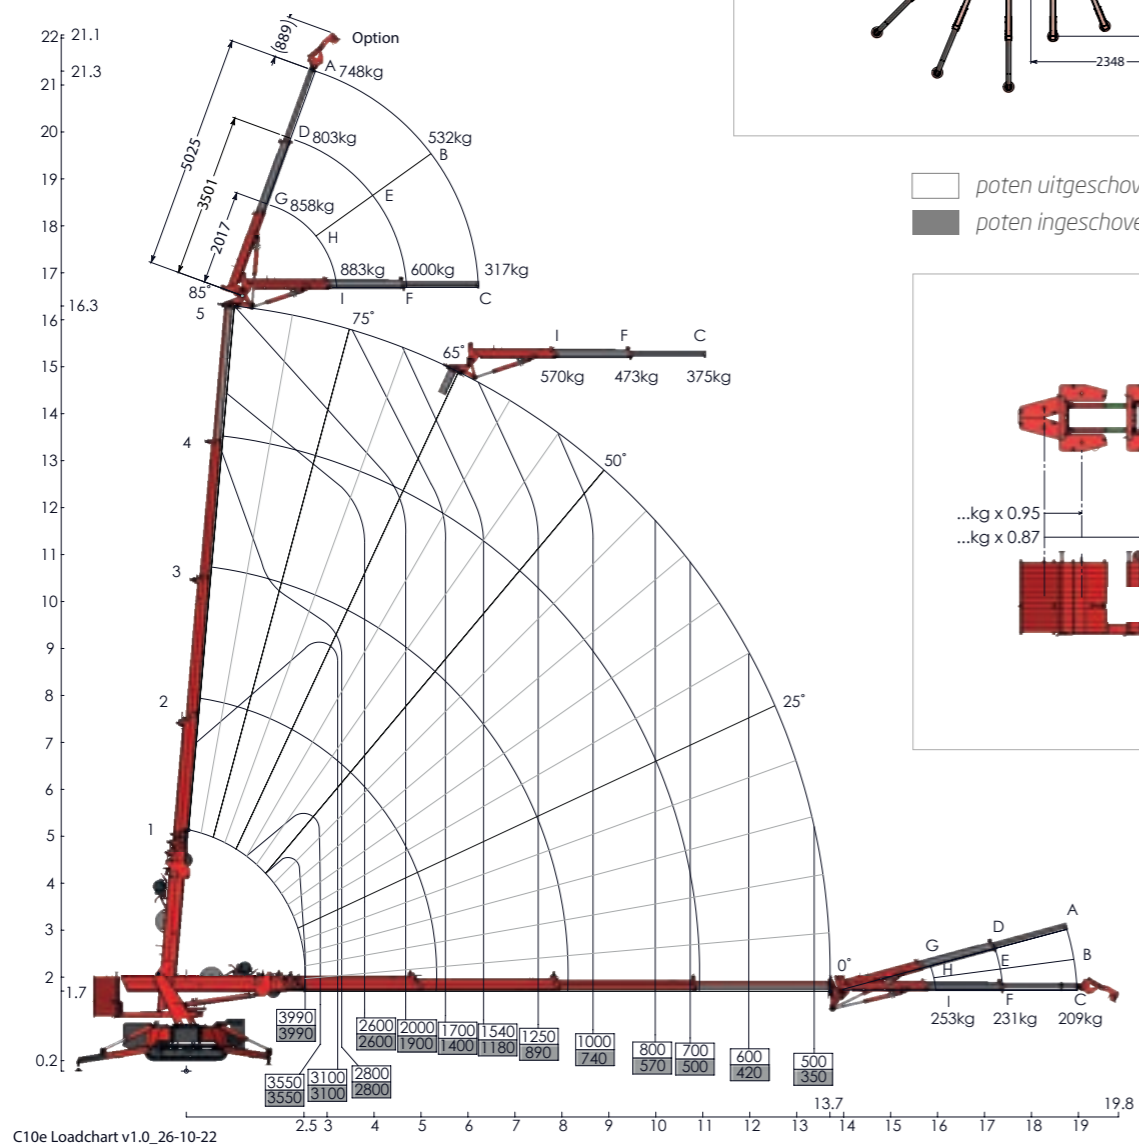 22 21.1
21 21.3
20
19
18
17
16.3
16
15
14
13
12
11
10
9
8
7
6
5
4
3
2
1.7
0.2
(889)
Option
5025
3501
2017
A 748kg
D 803kg
G 858kg
532kg
B
E
H
883kg 600kg 317kg
I F C
85°
75°
65°
50°
25°
0°
5
4
3
2
1
I F C
570kg 473kg 375kg
A
D
G
B
E
H
I F C
253kg 231kg 209kg
3990
3990
3550
3550
3100
3100
2800
2800
2600
2600
2000
1900
1700
1400
1540
1180
1250
890
1000
740
800
570
700
500
600
420
500
350
13.7 19.8
2.5 3 4 5 6 7 8 9 10 11 12 13 14 15 16 17 18 19
C10e Loadchart v1.0_26-10-22
2348
poten uitgeschov
poten ingeschove
...kg x 0.95
...kg x 0.87